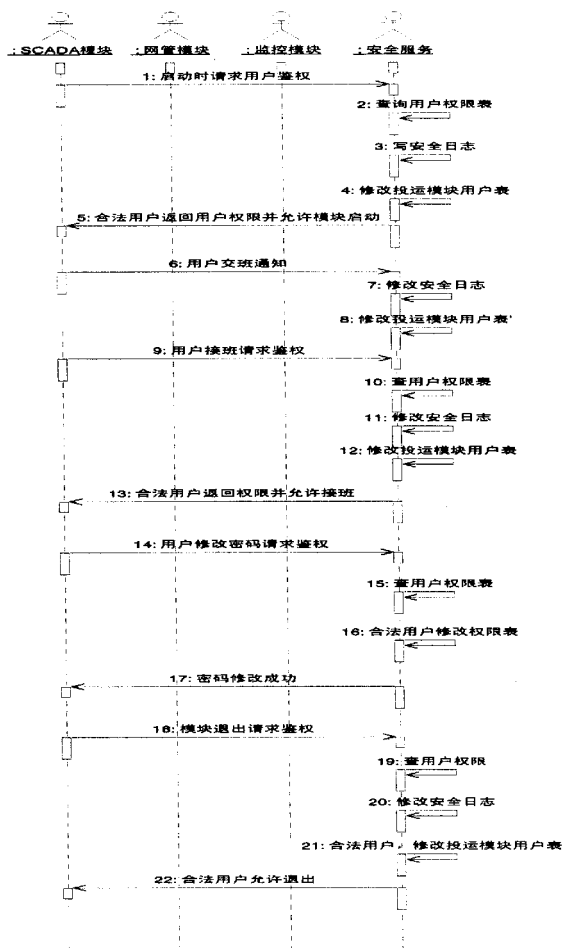 : SCADA模块 : 网管模块 : 监控模块 : 安全服务
1: 启动时请求用户鉴权
2: 查询用户权限表
3: 写安全日志
4: 修改投运模块用户表
5: 合法用户返回用户权限并允许模块启动
6: 用户交班通知
7: 修改安全日志
8: 修改投运模块用户表'
9: 用户接班请求鉴权
10: 查用户权限表
11: 修改安全日志
12: 修改投运模块用户表
13: 合法用户返回权限并允许接班
14: 用户修改密码请求鉴权
15: 查用户权限表
16: 合法用户修改权限表
17: 密码修改成功
18: 模块退出请求鉴权
19: 查用户权限
20: 修改安全日志
21: 合法用户, 修改投运模块用户表
22: 合法用户允许退出